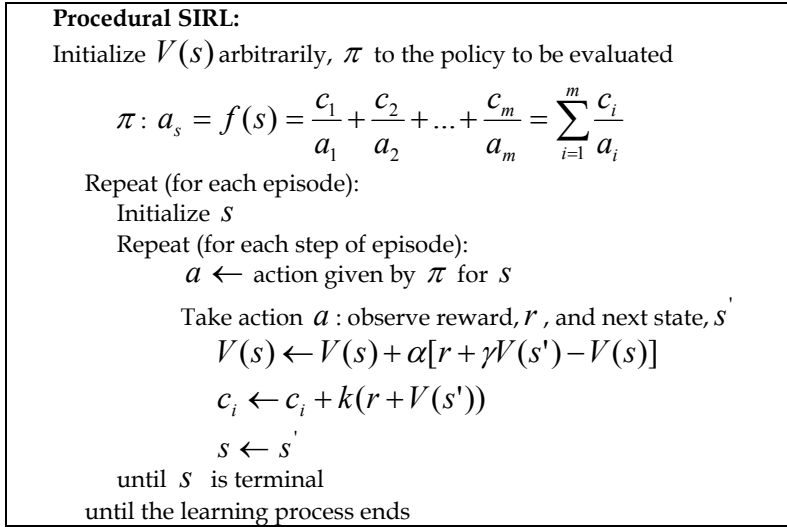 Procedural SIRL:
Initialize V(s) arbitrarily, π to the policy to be evaluated
π: a_s = f(s) = c_1/a_1 + c_2/a_2 + ... + c_m/a_m = ∑_{i=1}^{m} c_i/a_i
Repeat (for each episode):
Initialize s
Repeat (for each step of episode):
a ← action given by π for s
Take action a : observe reward, r , and next state, s'
V(s) ← V(s) + α[r + γV(s') − V(s)]
c_i ← c_i + k(r + V(s'))
s ← s'
until s is terminal
until the learning process ends